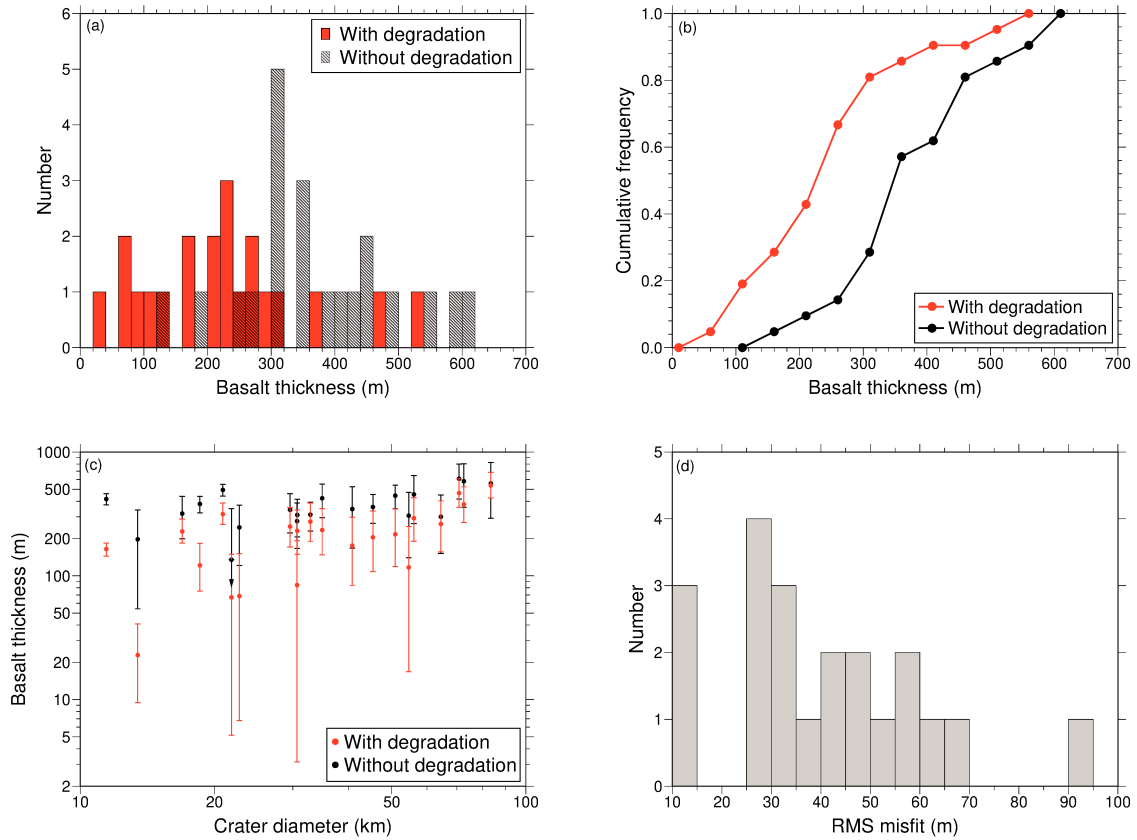 (a)
With degradation
Without degradation
Number
0
1
2
3
4
5
6
0 100 200 300 400 500 600 700
Basalt thickness (m)
(b)
Cumulative frequency
0.0
0.2
0.4
0.6
0.8
1.0
With degradation
Without degradation
0 100 200 300 400 500 600 700
Basalt thickness (m)
(c)
Basalt thickness (m)
1000
500
200
100
50
20
10
5
2
With degradation
Without degradation
10 20 50 100
Crater diameter (km)
(d)
Number
0
1
2
3
4
5
10 20 30 40 50 60 70 80 90 100
RMS misfit (m)